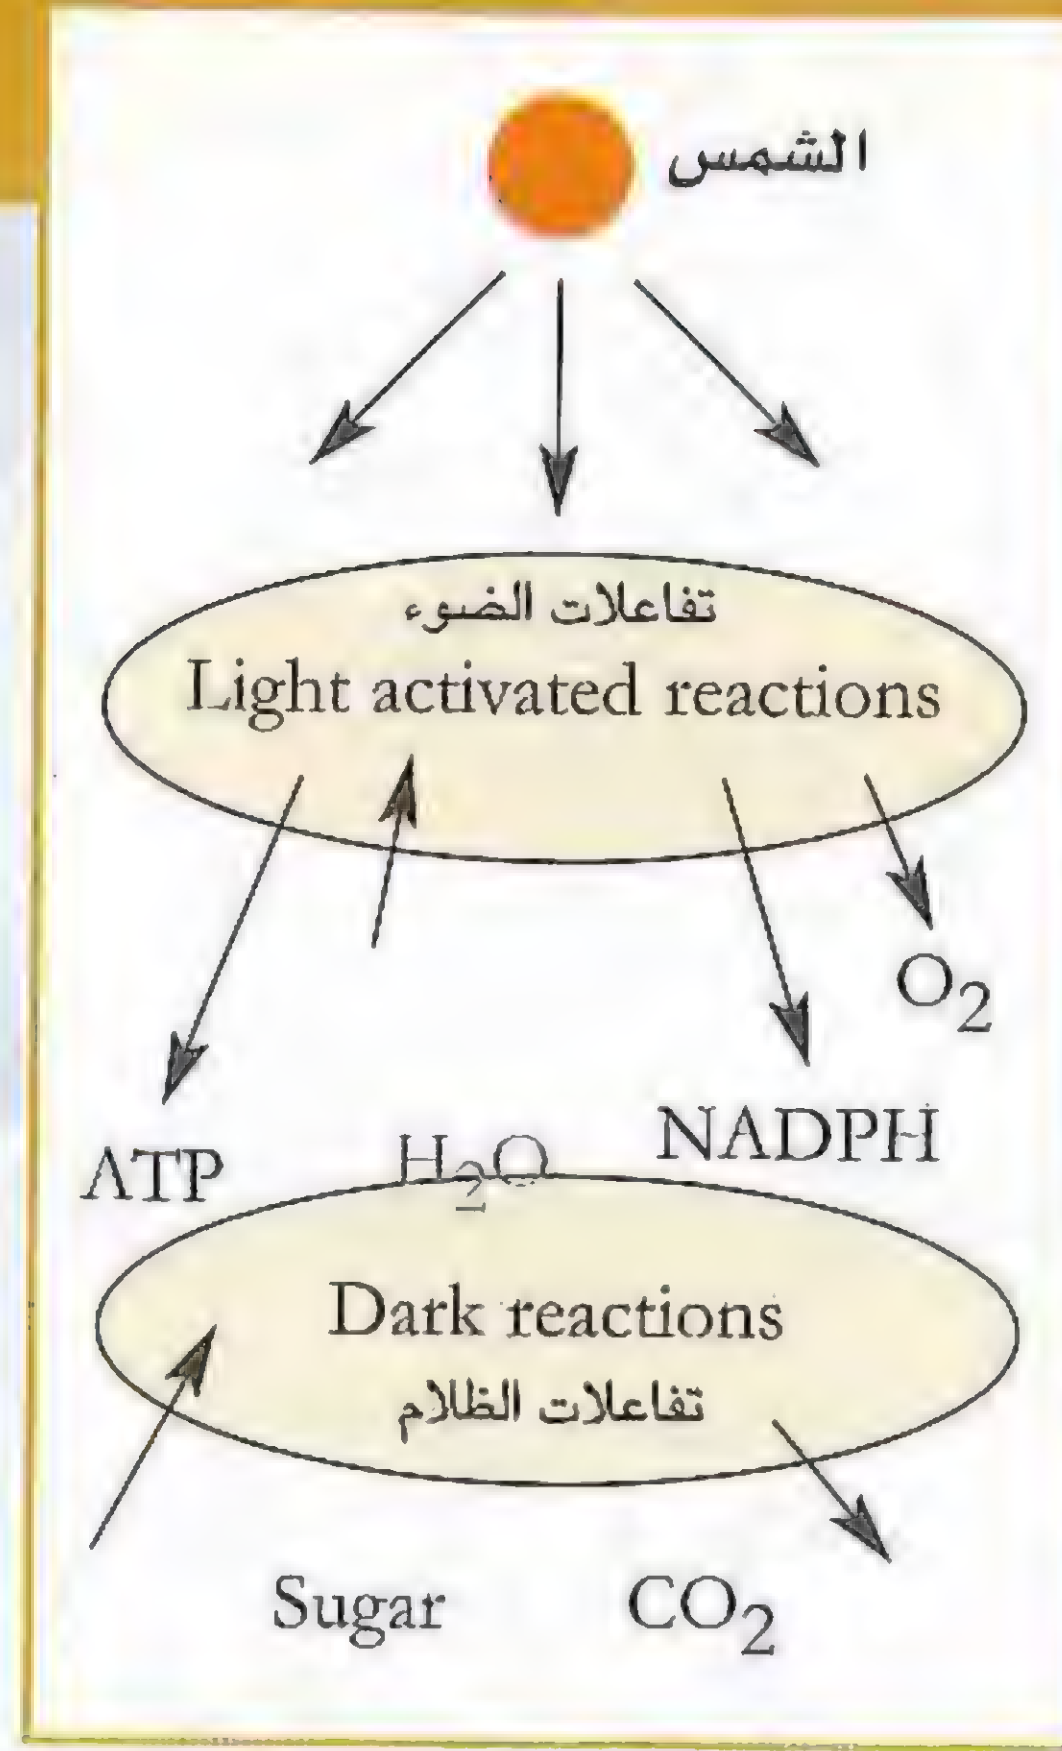 الشمس
تفاعلات الضوء
Light activated reactions
O2
ATP
H2O
NADPH
Dark reactions
تفاعلات الظلام
Sugar
CO2